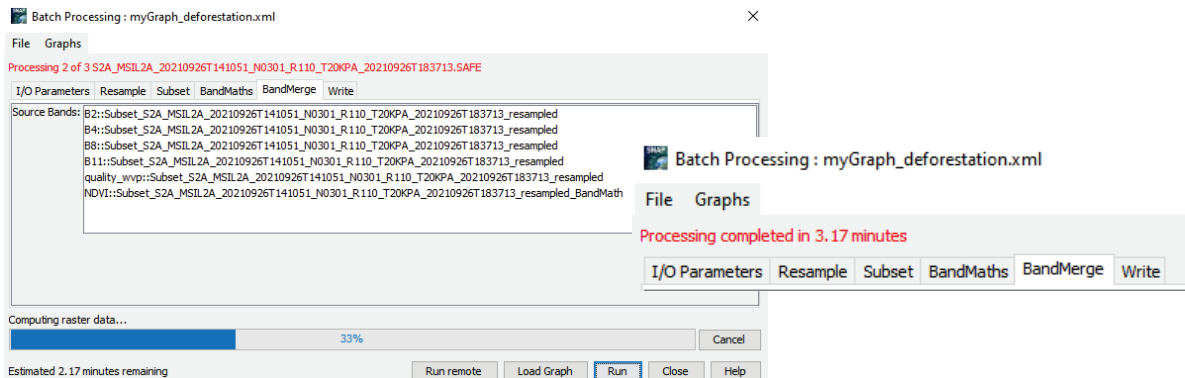 SNAP Batch Processing : myGraph_deforestation.xml
File Graphs
Processing 2 of 3 S2A_MSIL2A_20210926T141051_N0301_R110_T20KPA_20210926T183713.SAFE
I/O Parameters Resample Subset BandMaths BandMerge Write
Source Bands: B2::Subset_S2A_MSIL2A_20210926T141051_N0301_R110_T20KPA_20210926T183713_resampled
B4::Subset_S2A_MSIL2A_20210926T141051_N0301_R110_T20KPA_20210926T183713_resampled
B8::Subset_S2A_MSIL2A_20210926T141051_N0301_R110_T20KPA_20210926T183713_resampled
B11::Subset_S2A_MSIL2A_20210926T141051_N0301_R110_T20KPA_20210926T183713_resampled
quality_wvp::Subset_S2A_MSIL2A_20210926T141051_N0301_R110_T20KPA_20210926T183713_resampled
NDVI::Subset_S2A_MSIL2A_20210926T141051_N0301_R110_T20KPA_20210926T183713_resampled_BandMath
Computing raster data...
33%
Cancel
Estimated 2.17 minutes remaining
Run remote Load Graph Run Close Help
SNAP Batch Processing : myGraph_deforestation.xml
File Graphs
Processing completed in 3.17 minutes
I/O Parameters Resample Subset BandMaths BandMerge Write